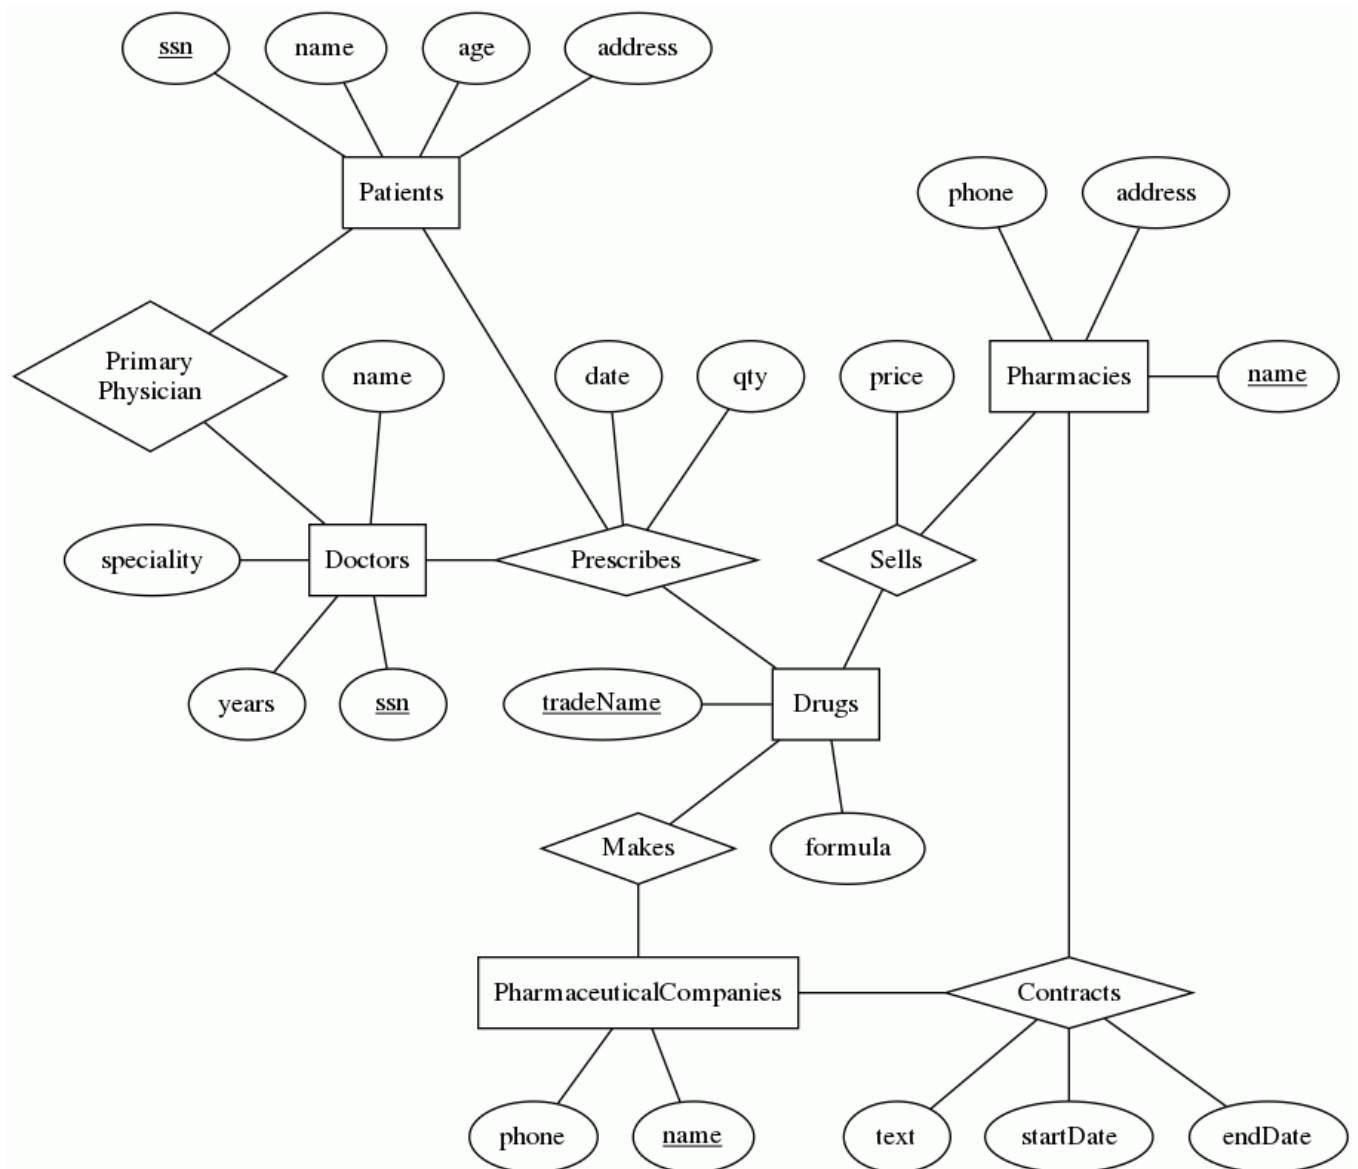 ssn
name
age
address
Patients
phone
address
Primary
Physician
name
date
qty
price
Pharmacies
name
speciality
Doctors
Prescribes
Sells
years
ssn
tradeName
Drugs
Makes
formula
PharmaceuticalCompanies
Contracts
phone
name
text
startDate
endDate